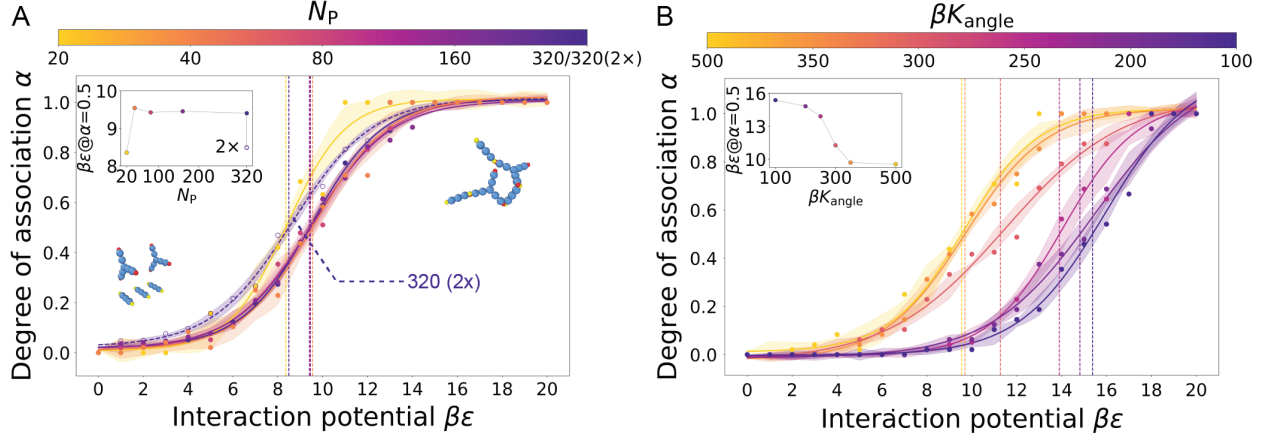 A
N_P
20 40 80 160 320/320(2×)
Degree of association α
1.0
0.8
0.6
0.4
0.2
0.0
βε@α=0.5
10
9
8
20 100 200 320
N_P
2×
320 (2x)
0 2 4 6 8 10 12 14 16 18 20
Interaction potential βε
B
βK_angle
500 350 300 250 200 100
Degree of association α
1.0
0.8
0.6
0.4
0.2
0.0
βε@α=0.5
16
13
10
100 200 300 500
βK_angle
0 2 4 6 8 10 12 14 16 18 20
Interaction potential βε